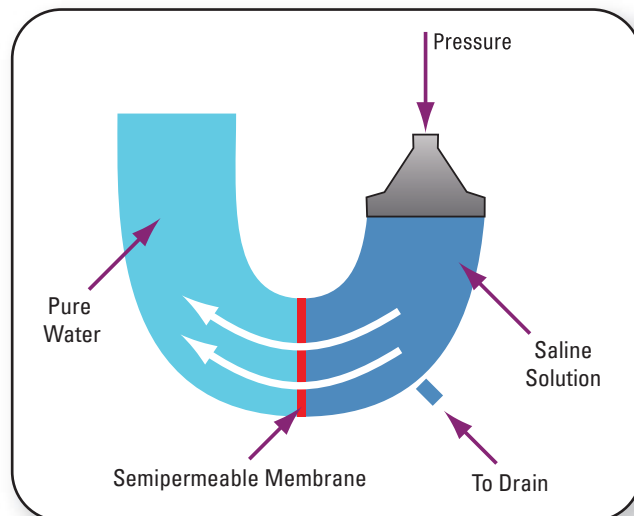 Pressure
Pure
Water
Saline
Solution
Semipermeable Membrane
To Drain